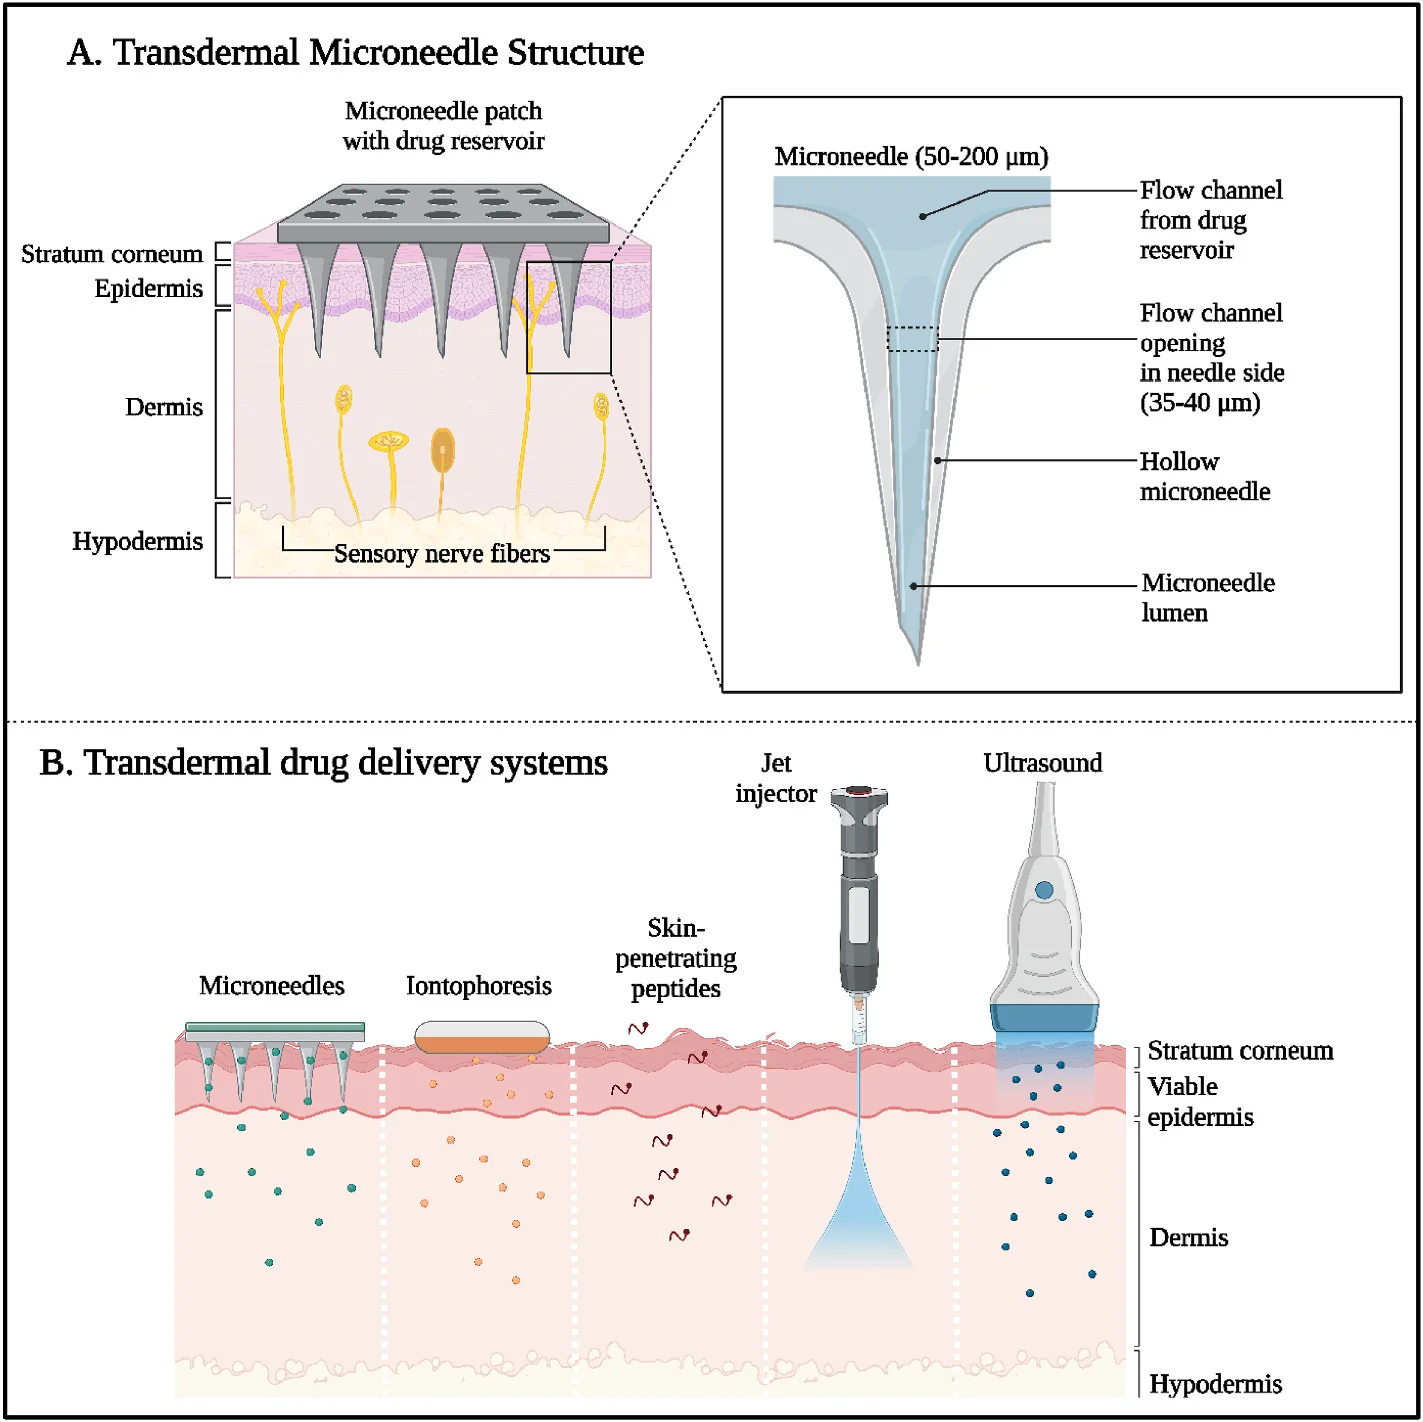 A. Transdermal Microneedle Structure
Microneedle patch
with drug reservoir
Stratum corneum
Epidermis
Dermis
Hypodermis
Sensory nerve fibers
Microneedle (50-200 μm)
Flow channel
from drug
reservoir
Flow channel
opening
in needle side
(35-40 μm)
Hollow
microneedle
Microneedle
lumen
B. Transdermal drug delivery systems
Microneedles
Iontophoresis
Skin-
penetrating
peptides
Jet
injector
Ultrasound
Stratum corneum
Viable
epidermis
Dermis
Hypodermis